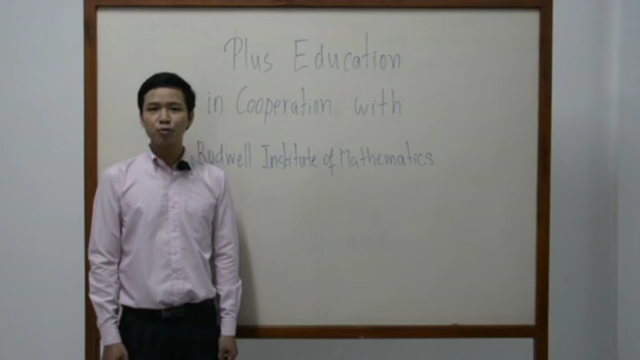 Plus Education
in Cooperation with
Rodwell Institute of Mathematics